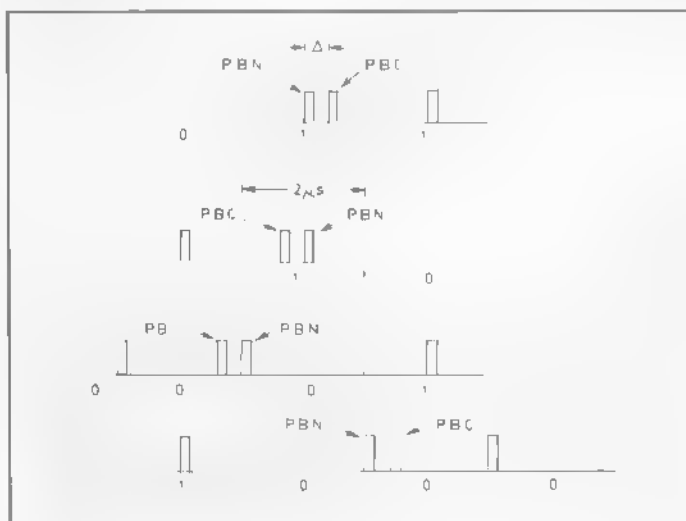 Δ
PBN PBC
0 1 1
2μs
PBC PBN
1 0
PB PBN
0 0 0 1
PBN PBC
1 0 0 0